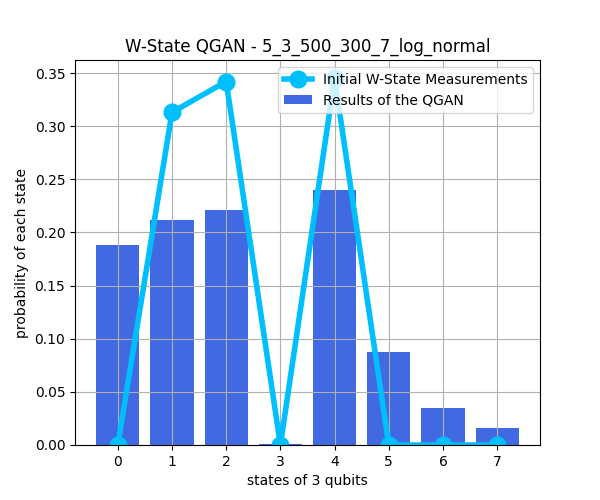 W-State QGAN - 5_3_500_300_7_log_normal
Initial W-State Measurements
Results of the QGAN
probability of each state
0.35
0.30
0.25
0.20
0.15
0.10
0.05
0.00
0 1 2 3 4 5 6 7
states of 3 qubits